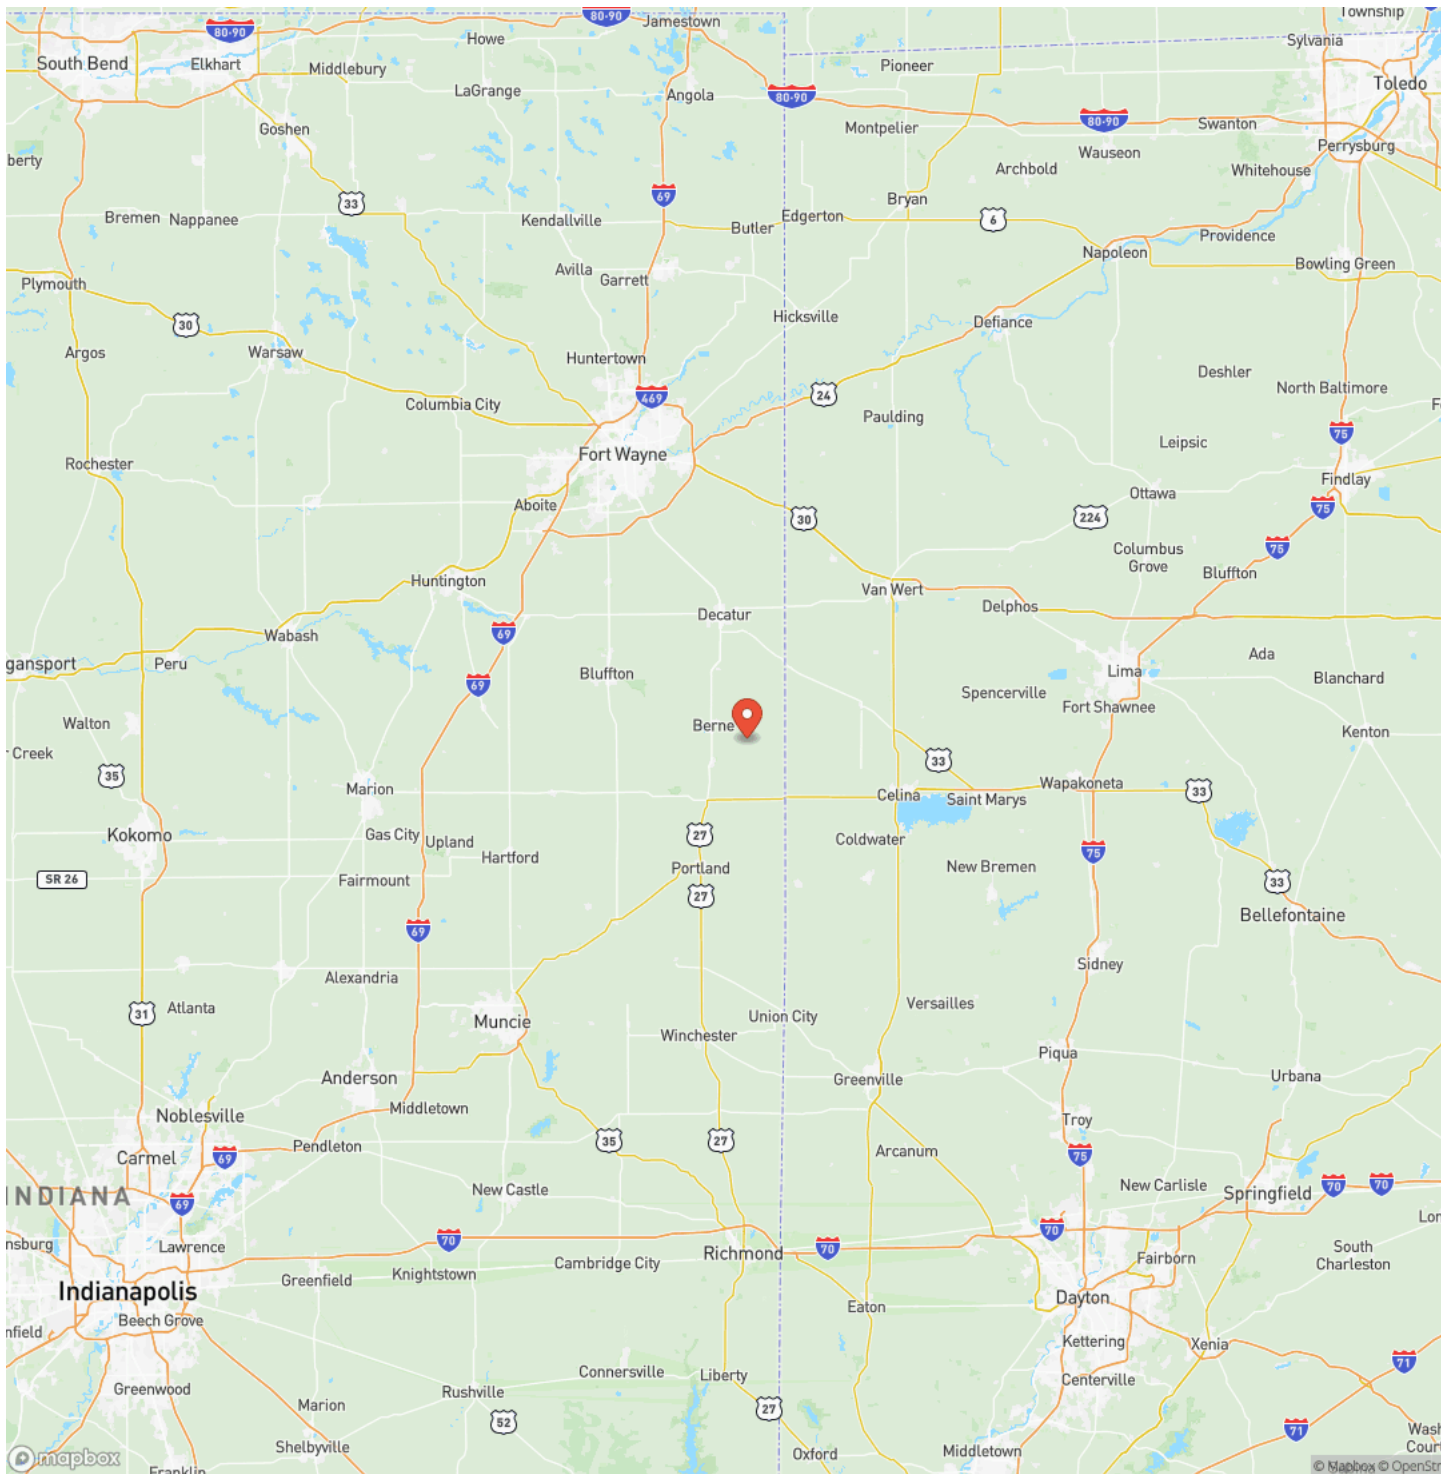 Jamestown
Township
80-90
80-90
Howe
Sylvania
South Bend
Elkhart
Middlebury
Pioneer
LaGrange
Angola
80-90
Toledo
Goshen
Montpelier
80-90
Swanton
Perrysburg
berty
Wauseon
Archbold
Whitehouse
33
69
Bryan
Bremen
Nappanee
Kendallville
Butler
Edgerton
6
Providence
Napoleon
Avilla
Garrett
Bowling Green
Plymouth
Hicksville
Defiance
30
Argos
Warsaw
Huntertown
Deshler
North Baltimore
469
24
Columbia City
Paulding
75
Leipsic
Fort Wayne
Rochester
Findlay
Aboite
Ottawa
75
30
224
Columbus
Grove
75
Huntington
Bluffton
Van Wert
Delphos
Decatur
69
Wabash
gansport
Peru
Ada
Bluffton
Lima
Blanchard
69
Spencerville
Fort Shawnee
Walton
Berne
Kenton
r Creek
35
33
Marion
Celina
Saint Marys
Wapakoneta
33
Kokomo
Gas City
Upland
27
Coldwater
75
Hartford
Portland
New Bremen
SR 26
Fairmount
27
33
69
Bellefontaine
Alexandria
Sidney
Atlanta
31
Versailles
Muncie
Union City
Winchester
Piqua
Anderson
Greenville
Urbana
Noblesville
Middletown
Troy
Pendleton
35
27
Arcanum
75
Carmel
69
INDIANA
New Castle
New Carlisle
Springfield
70
70
69
Lon
nsburg
Lawrence
70
Richmond
70
70
South
Charleston
Fairborn
Greenfield
Knightstown
Cambridge City
Indianapolis
Dayton
Eaton
Beech Grove
nfield
Kettering
Xenia
Connersville
Liberty
Centerville
71
Greenwood
Rushville
Marion
27
52
71
Wash
Court
Shelbyville
Oxford
Middletown
mapbox
Franklin
© Mapbox © OpenStr